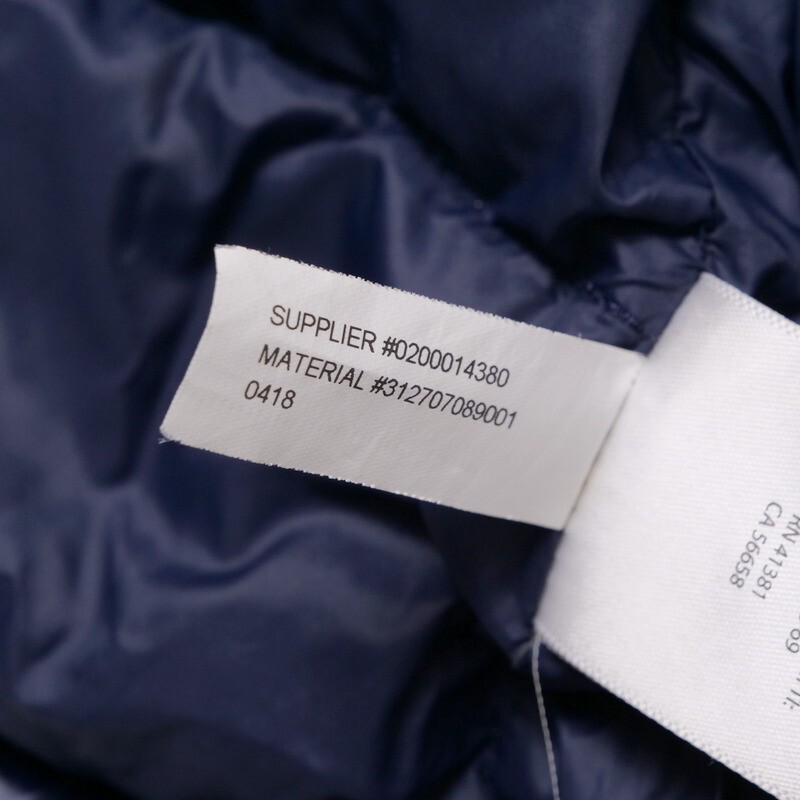 SUPPLIER #0200014380
MATERIAL #312707089001
0418
RN 41381
CA 56658